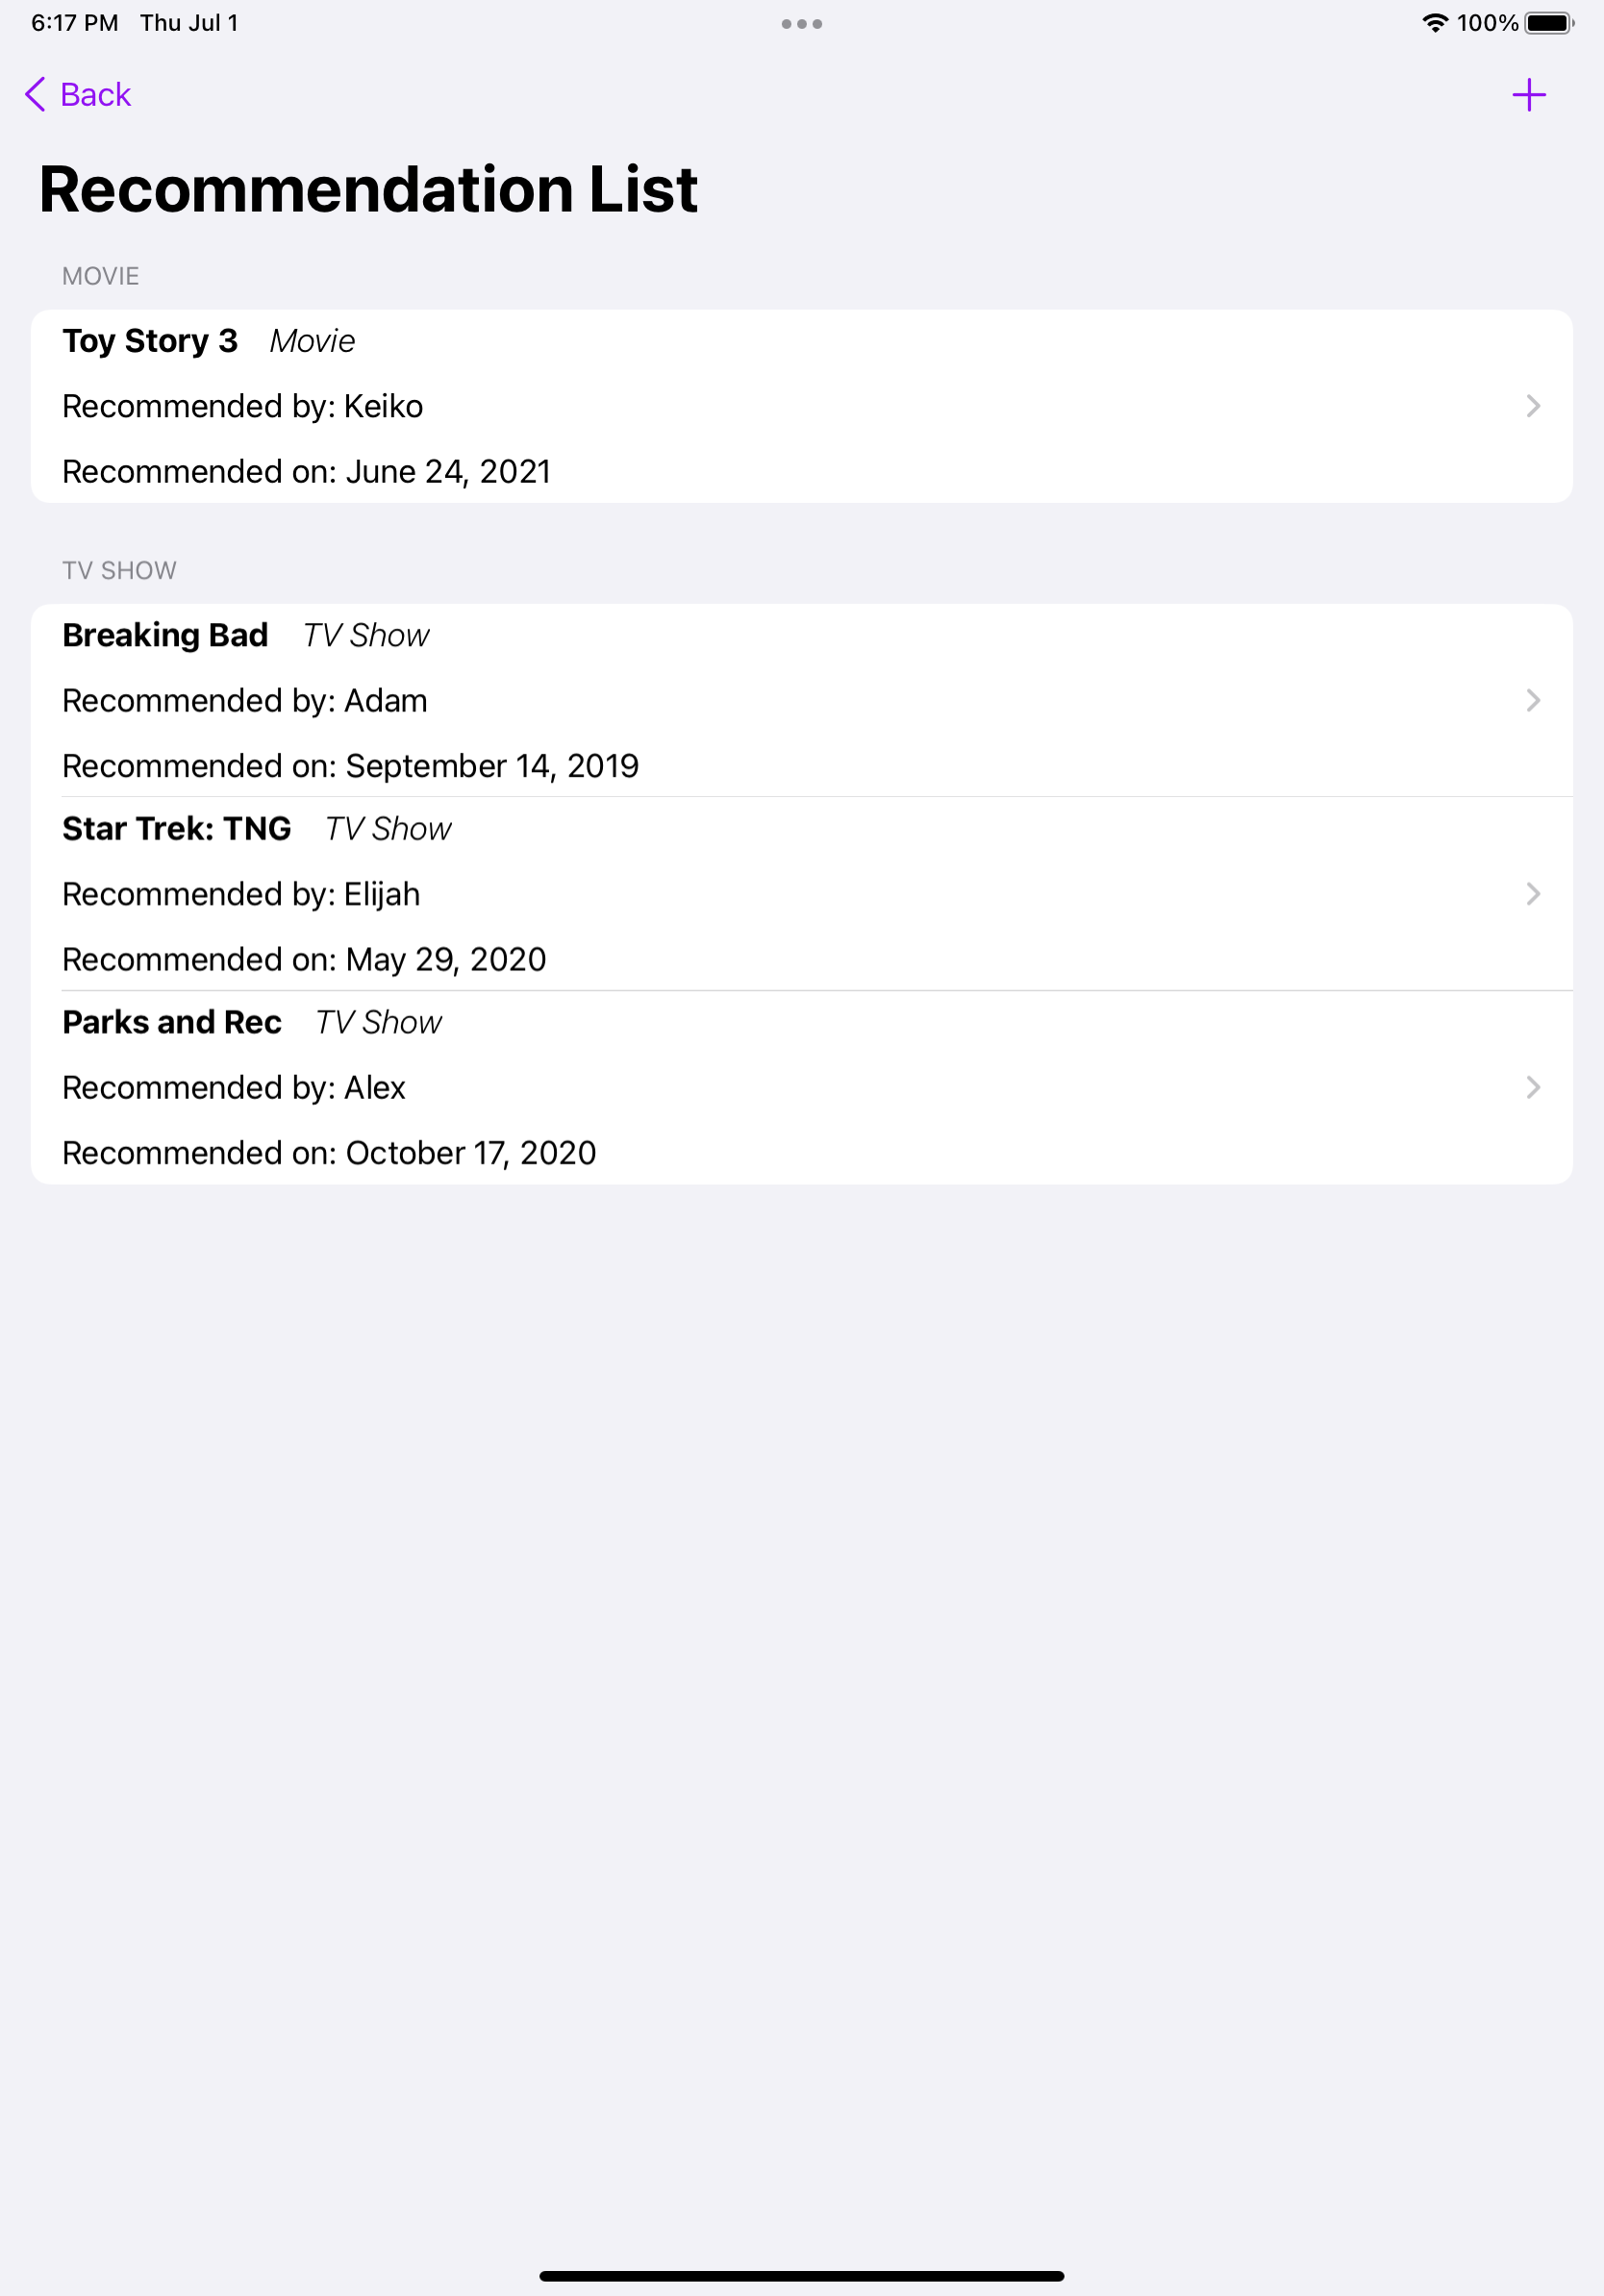 6:17 PM Thu Jul 1 100%
Back
Recommendation List
MOVIE
Toy Story 3 Movie
Recommended by: Keiko
Recommended on: June 24, 2021
TV SHOW
Breaking Bad TV Show
Recommended by: Adam
Recommended on: September 14, 2019
Star Trek: TNG TV Show
Recommended by: Elijah
Recommended on: May 29, 2020
Parks and Rec TV Show
Recommended by: Alex
Recommended on: October 17, 2020